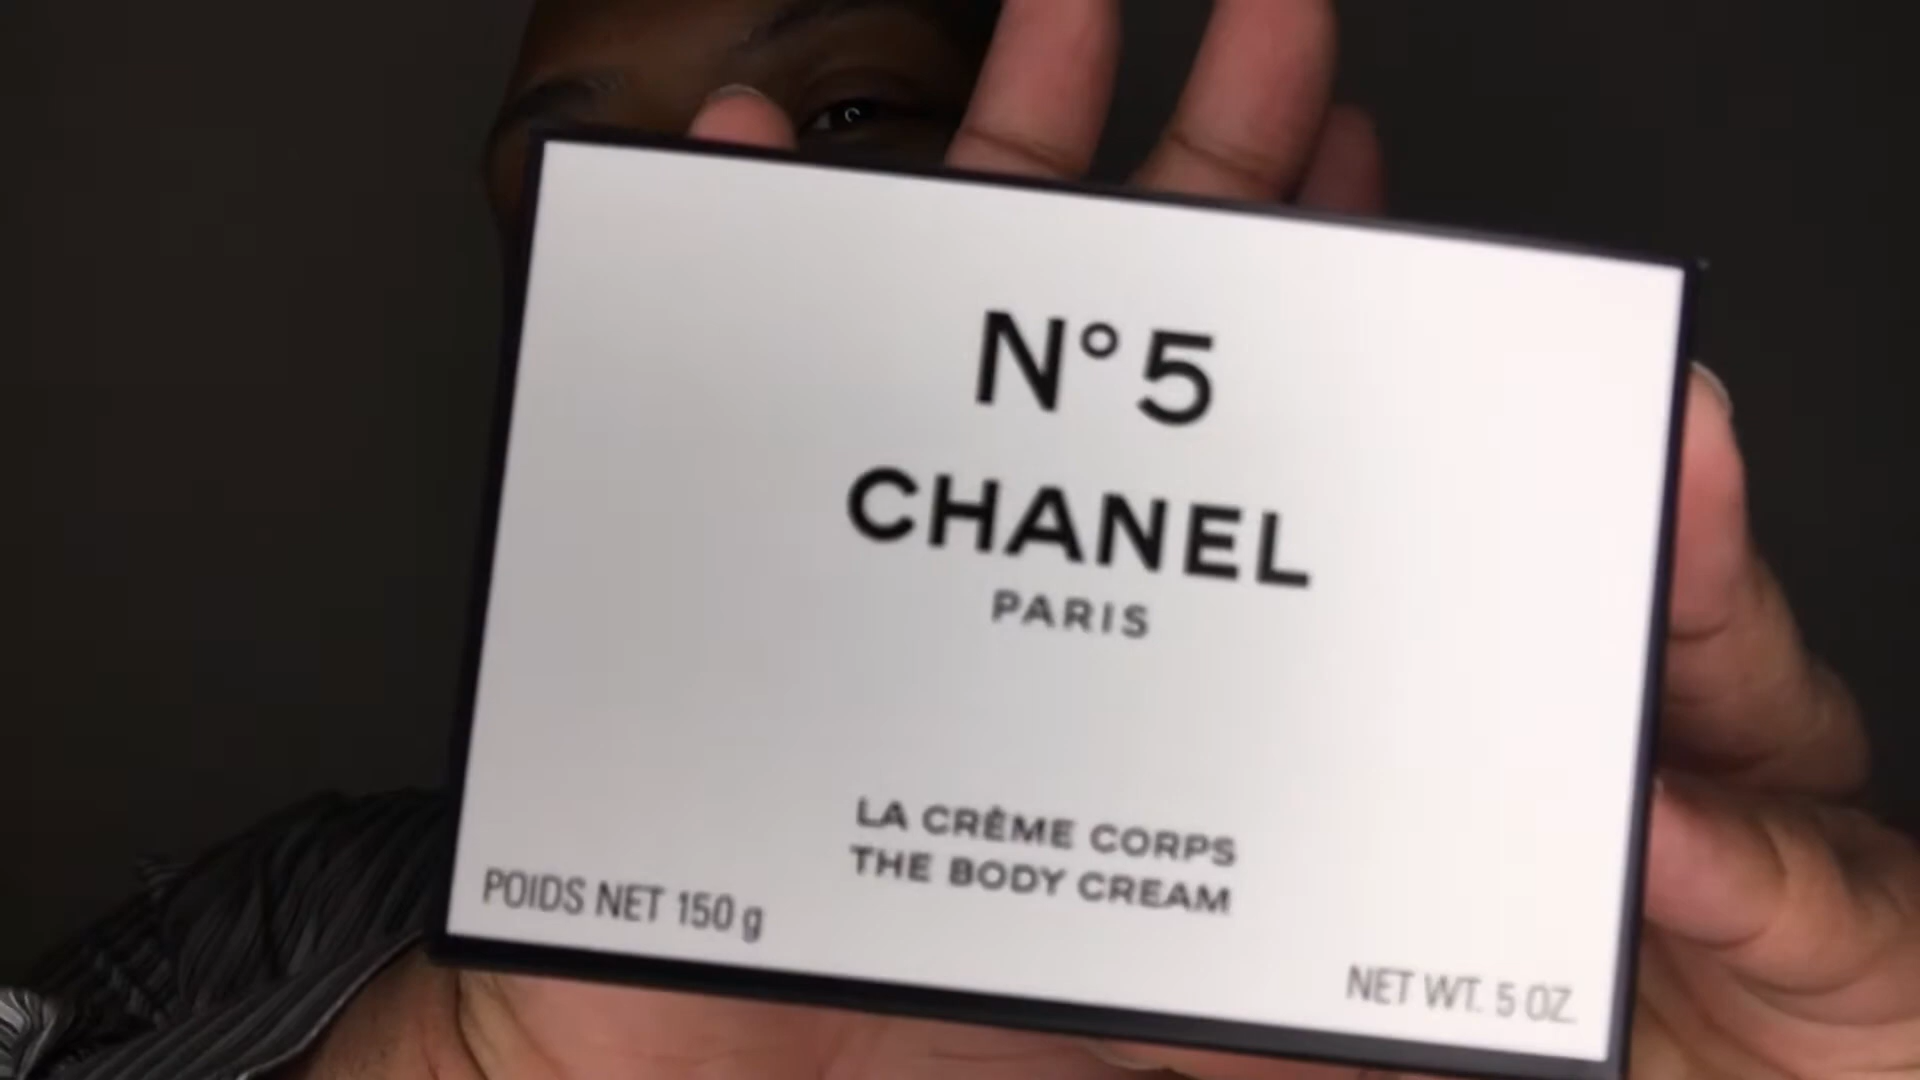 N°5
CHANEL
PARIS
LA CRÈME CORPS
THE BODY CREAM
POIDS NET 150 g
NET WT. 5 OZ.